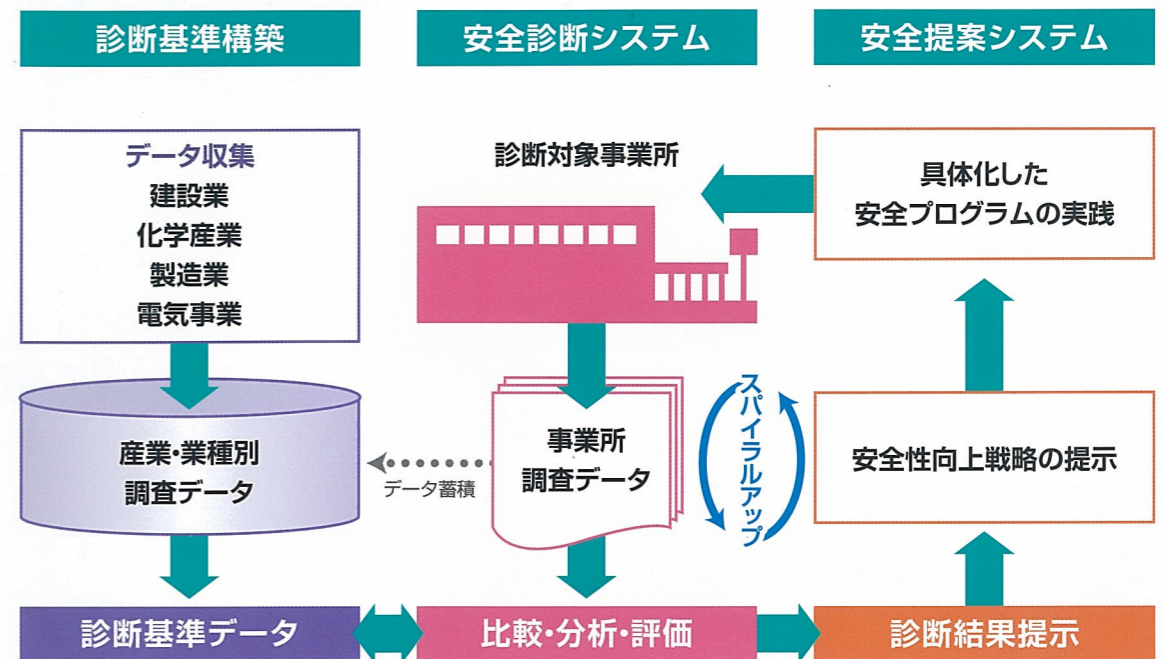 診断基準構築
安全診断システム
安全提案システム
データ収集
建設業
化学産業
製造業
電気事業
診断対象事業所
具体化した
安全プログラムの実践
産業・業種別
調査データ
データ蓄積
事業所
調査データ
スパイラルアップ
安全性向上戦略の提示
診断基準データ
比較・分析・評価
診断結果提示